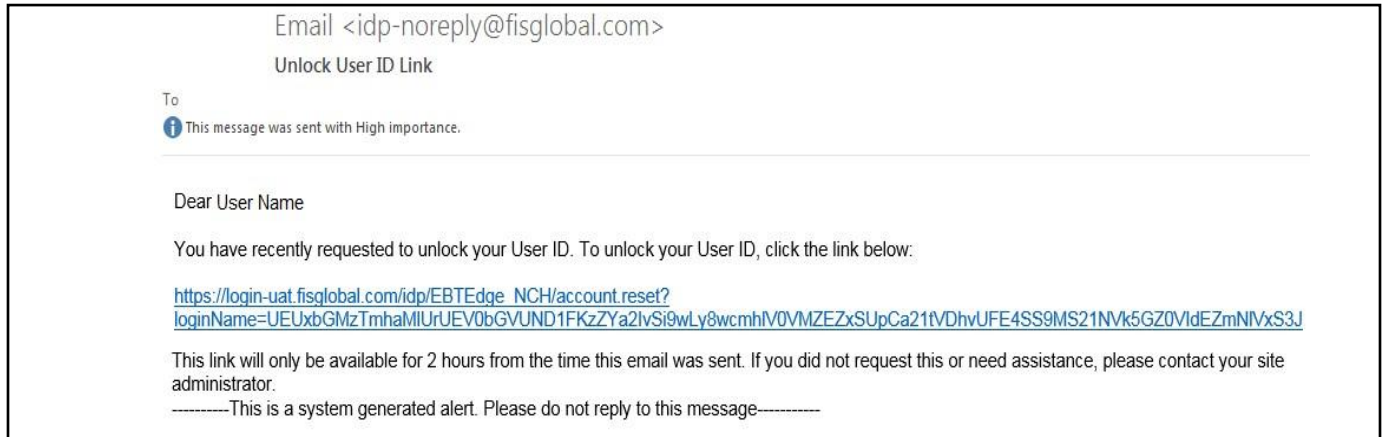 Email <idp-noreply@fisglobal.com>
Unlock User ID Link
To
This message was sent with High importance.
Dear User Name
You have recently requested to unlock your User ID. To unlock your User ID, click the link below:
https://login-uat.fisglobal.com/idp/EBTEdge_NCH/account.reset?
This link will only be available for 2 hours from the time this email was sent. If you did not request this or need assistance, please contact your site
administrator.
----------This is a system generated alert. Please do not reply to this message-----------